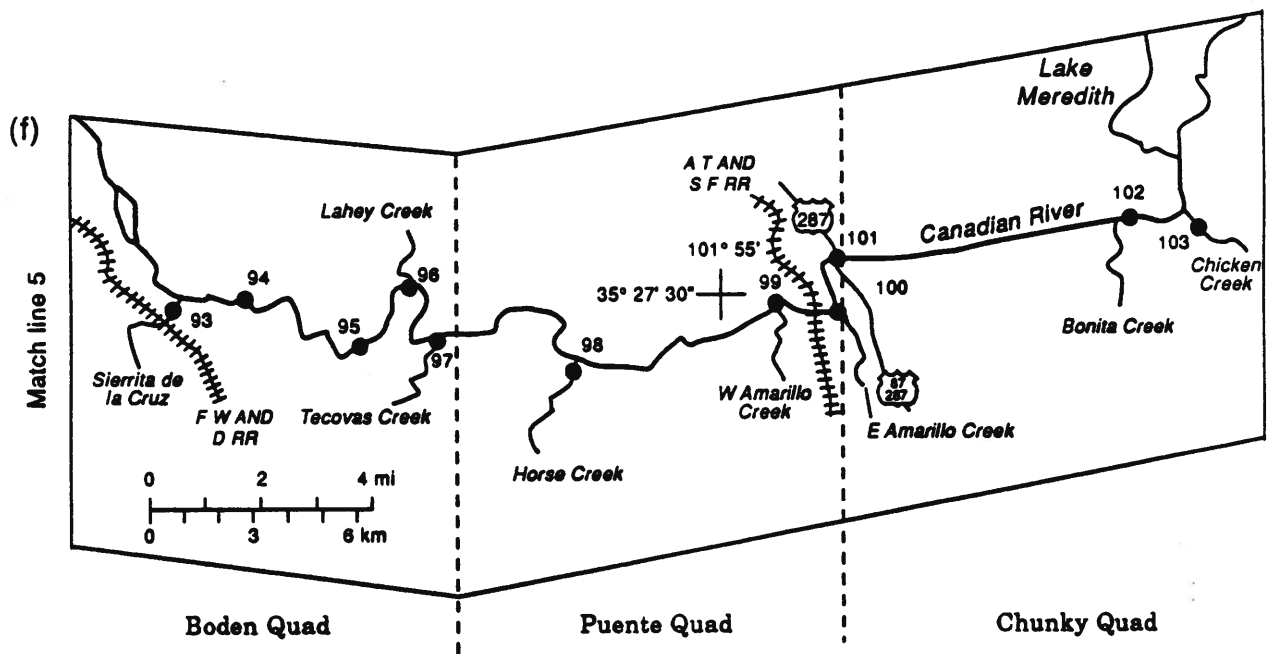 (f)
Match line 5
Lake
Meredith
A T AND
S F RR
287
Lahey Creek
101° 55'
35° 27' 30"
101
Canadian River
102
103
Chicken
Creek
94
96
99
100
93
95
97
98
Bonita Creek
Sierrita de
la Cruz
F W AND
D RR
Tecovas Creek
W Amarillo
Creek
87
287
E Amarillo Creek
Horse Creek
0 2 4 mi
0 3 6 km
Boden Quad
Puente Quad
Chunky Quad